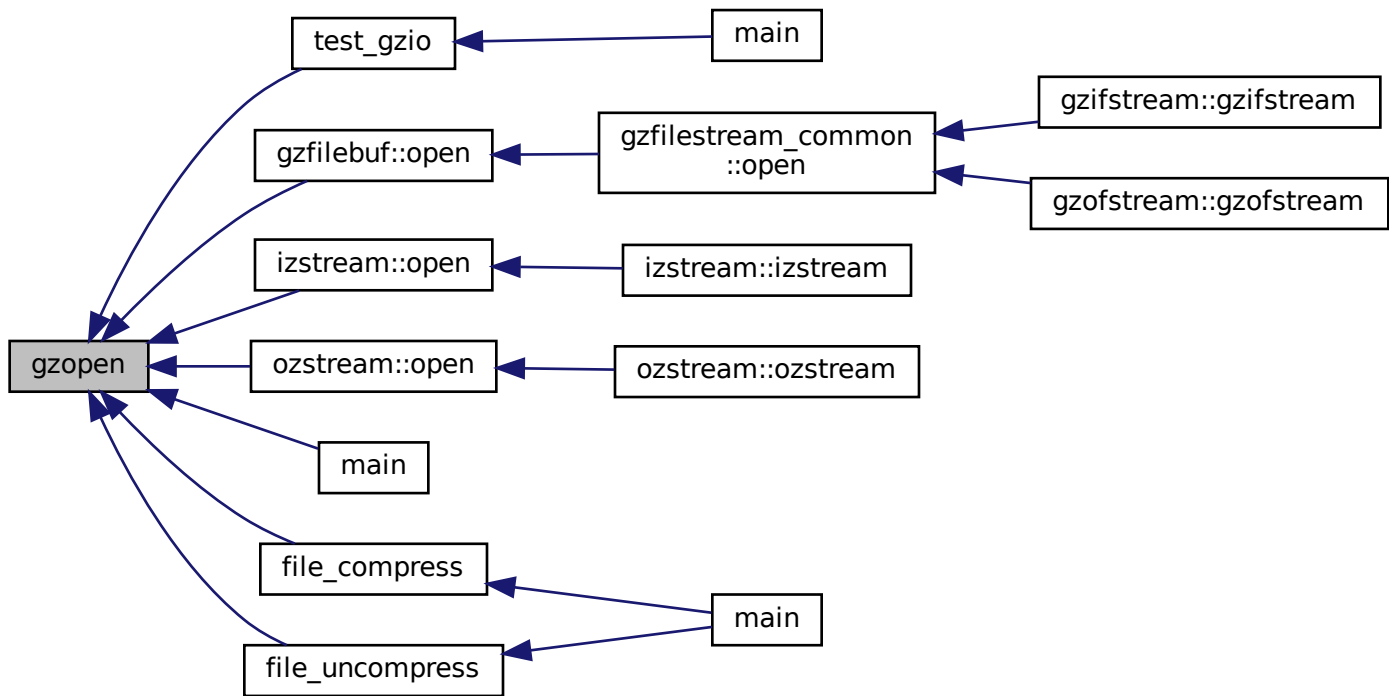 test_gzio
main
gzfilebuf::open
gzfilestream_common
::open
gzifstream::gzifstream
gzofstream::gzofstream
izstream::open
izstream::izstream
gzopen
ozstream::open
ozstream::ozstream
main
file_compress
main
file_uncompress